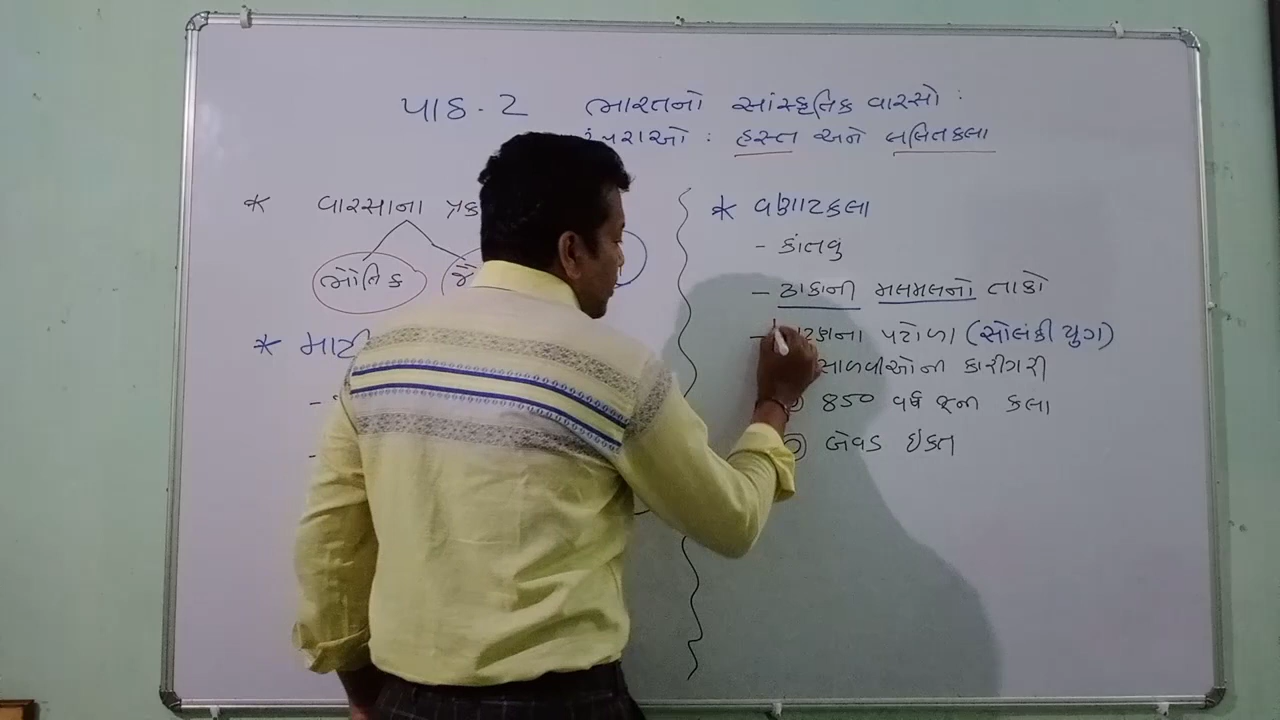 પાઠ - 2 ભારતનો સાંસ્કૃતિક વારસો :
હસ્ત અને લલિતકલા
* વારસાના
ભૌતિક
* માટી
* વણાટકલા
- કાંતવું
- ઢાકાની મલમલનો તાકો
- પટોળા (સોલંકી યુગ)
સાળવીઓની કારીગરી
850 વર્ષ જૂની કલા
બેવડ ઈક્ત